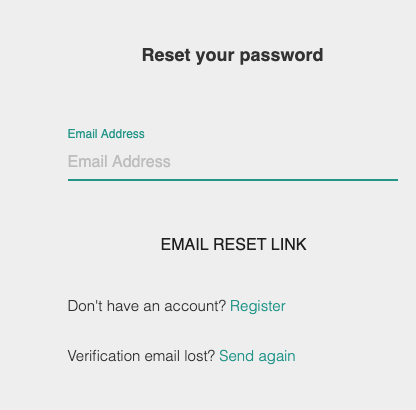 Reset your password
Email Address
Email Address
EMAIL RESET LINK
Don't have an account? Register
Verification email lost? Send again